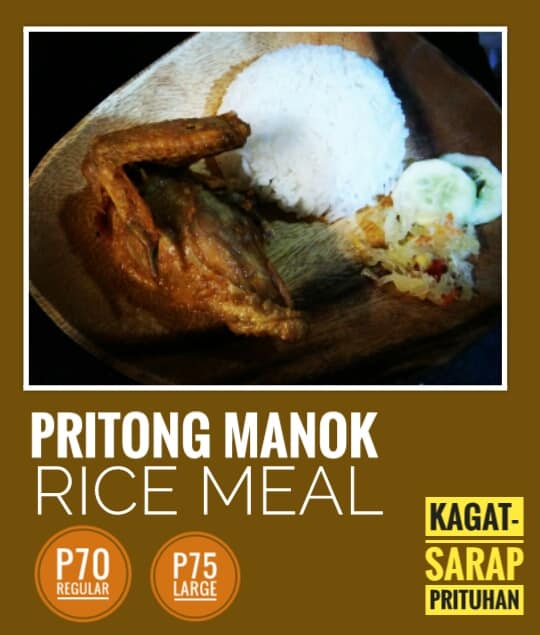 PRITONG MANOK
RICE MEAL
P70
REGULAR
P75
LARGE
KAGAT-
SARAP
PRITUHAN